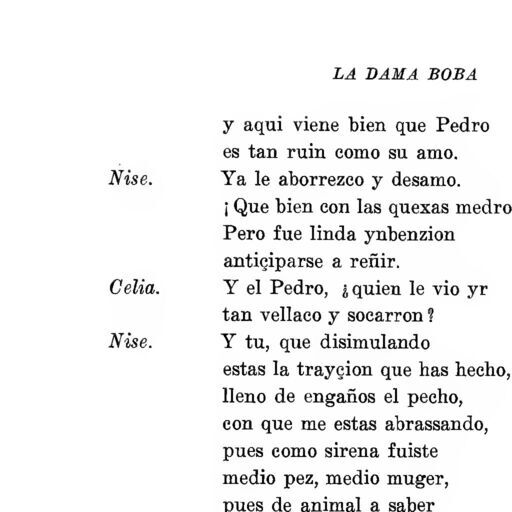 LA DAMA BOBA
y aqui viene bien que Pedro
es tan ruin como su amo.
Nise. Ya le aborrezco y desamo.
¡Que bien con las quexas medro
Pero fue linda ynbenzion
antiçiparse a reñir.
Celia. Y el Pedro, ¿quien le vio yr
tan vellaco y socarron?
Nise. Y tu, que disimulando
estas la trayçion que has hecho,
lleno de engaños el pecho,
con que me estas abrassando,
pues como sirena fuiste
medio pez, medio muger,
pues de animal a saber